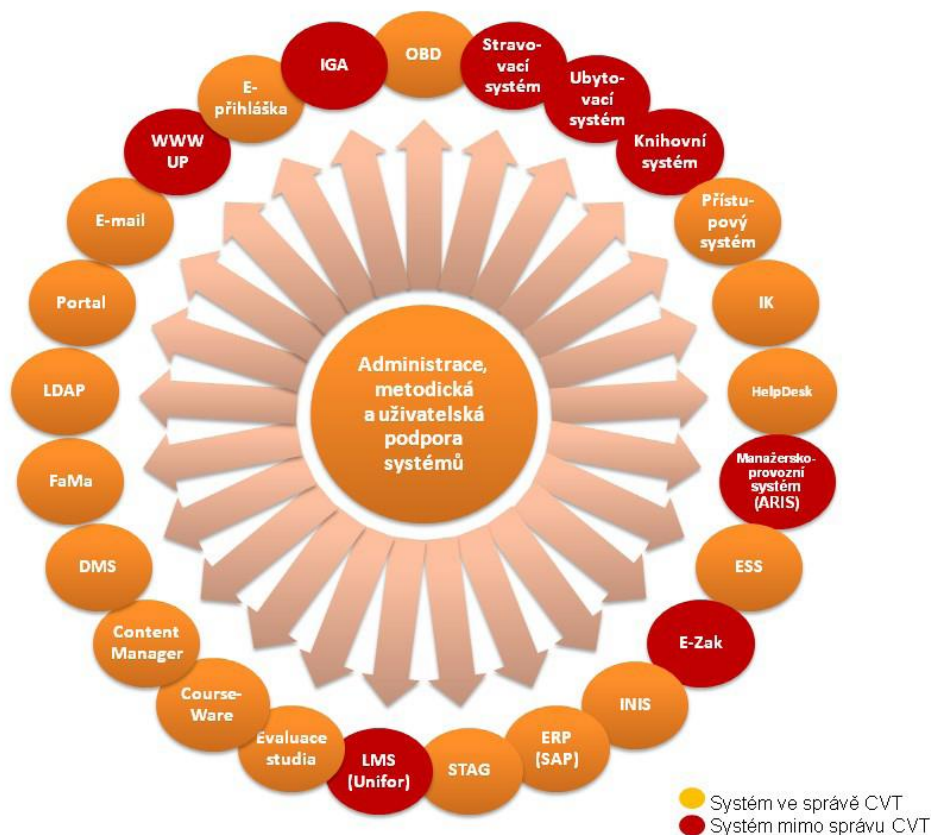 OBD
Stravo-
vací
systém
Ubyto-
vací
systém
Knihovní
systém
Přístu-
pový
systém
IK
HelpDesk
Manažersko-
provozní
systém
(ARIS)
ESS
E-Zak
INIS
ERP
(SAP)
STAG
LMS
(Unifor)
Evaluace
studia
Course-
Ware
Content
Manager
DMS
FaMa
LDAP
Portal
E-mail
WWW
UP
E-
přihláška
IGA
Administrace,
metodická
a uživatelská
podpora
systémů
Systém ve správě CVT
Systém mimo správu CVT